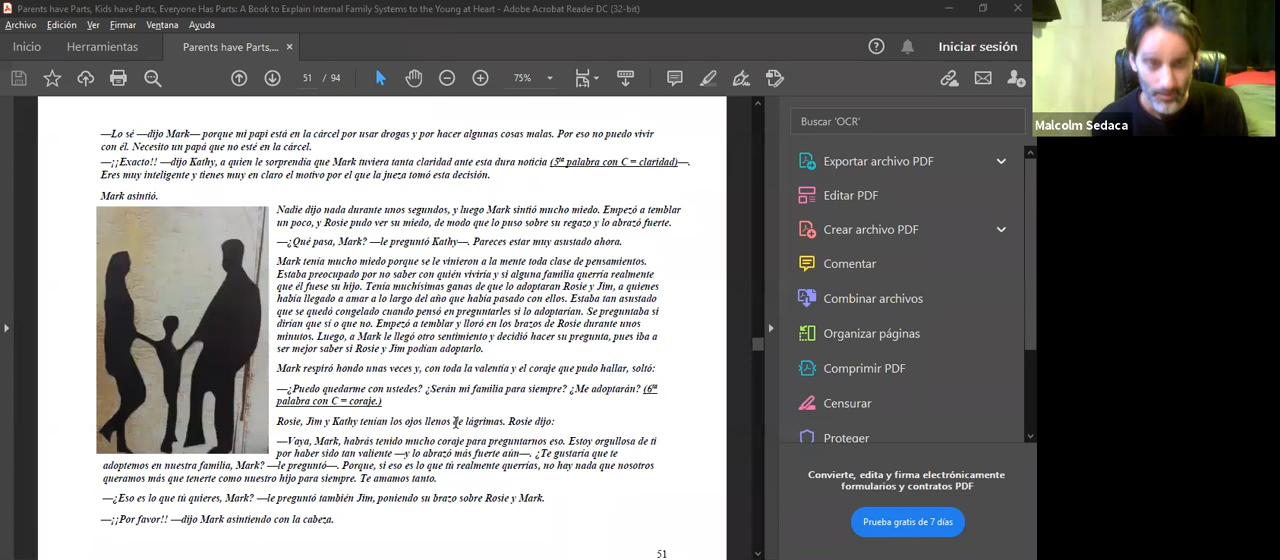 Parents have Parts, Kids have Parts, Everyone Has Parts: A Book to Explain Internal Family Systems to the Young at Heart - Adobe Acrobat Reader DC (32-bit)
Archivo Edición Ver Firmar Ventana Ayuda
Inicio Herramientas Parents have Parts,... × Iniciar sesión
51 / 94 75%
—Lo sé —dijo Mark— porque mi papi está en la cárcel por usar drogas y por hacer algunas cosas malas. Por eso no puedo vivir
con él. Necesito un papá que no esté en la cárcel.
—¡¡Exacto!! —dijo Kathy, a quien le sorprendía que Mark tuviera tanta claridad ante esta dura noticia (5ta palabra con C = claridad)—.
Eres muy inteligente y tienes muy en claro el motivo por el que la jueza tomó esta decisión.
Mark asintió.
Nadie dijo nada durante unos segundos, y luego Mark sintió mucho miedo. Empezó a temblar
un poco, y Rosie pudo ver su miedo, de modo que lo puso sobre su regazo y lo abrazó fuerte.
—¿Qué pasa, Mark? —le preguntó Kathy—. Pareces estar muy asustado ahora.
Mark tenía mucho miedo porque se le vinieron a la mente toda clase de pensamientos.
Estaba preocupado por no saber con quién viviría y si alguna familia querría realmente
que él fuese su hijo. Tenía muchísimas ganas de que lo adoptaran Rosie y Jim, a quienes
había llegado a amar a lo largo del año que había pasado con ellos. Estaba tan asustado
que se quedó congelado cuando pensó en preguntarles si lo adoptarían. Se preguntaba si
dirían que sí o que no. Empezó a temblar y lloró en los brazos de Rosie durante unos
minutos. Luego, a Mark le llegó otro sentimiento y decidió hacer su pregunta, pues iba a
ser mejor saber si Rosie y Jim podían adoptarlo.
Mark respiró hondo unas veces y, con toda la valentía y el coraje que pudo hallar, soltó:
—¿Puedo quedarme con ustedes? ¿Serán mi familia para siempre? ¿Me adoptarán? (6ta
palabra con C = coraje.)
Rosie, Jim y Kathy tenían los ojos llenos de lágrimas. Rosie dijo:
—Vaya, Mark, habrás tenido mucho coraje para preguntarnos eso. Estoy orgullosa de ti
por haber sido tan valiente —y lo abrazó más fuerte aún—. ¿Te gustaría que te
adoptemos en nuestra familia, Mark? —le preguntó—. Porque, si eso es lo que tú realmente querrías, no hay nada que nosotros
queramos más que tenerte como nuestro hijo para siempre. Te amamos tanto.
—¿Eso es lo que tú quieres, Mark? —le preguntó también Jim, poniendo su brazo sobre Rosie y Mark.
—¡¡Por favor!! —dijo Mark asintiendo con la cabeza.
51
Buscar 'OCR'
Exportar archivo PDF
Editar PDF
Crear archivo PDF
Comentar
Combinar archivos
Organizar páginas
Comprimir PDF
Censurar
Proteger
Convierte, edita y firma electrónicamente
formularios y contratos PDF
Prueba gratis de 7 días
Malcolm Sedaca